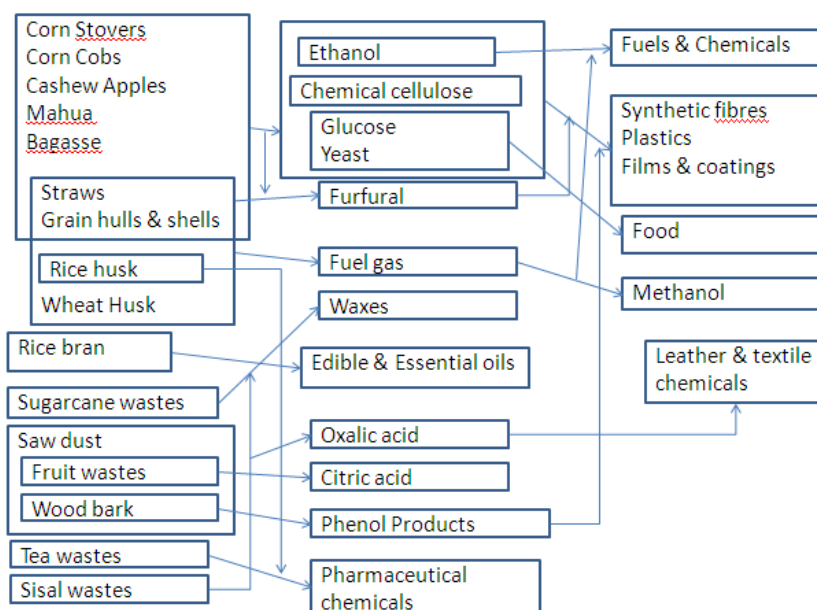 Corn Stovers
Corn Cobs
Cashew Apples
Mahua
Bagasse
Straws
Grain hulls & shells
Rice husk
Wheat Husk
Rice bran
Sugarcane wastes
Saw dust
Fruit wastes
Wood bark
Tea wastes
Sisal wastes
Ethanol
Chemical cellulose
Glucose
Yeast
Furfural
Fuel gas
Waxes
Edible & Essential oils
Oxalic acid
Citric acid
Phenol Products
Pharmaceutical
chemicals
Fuels & Chemicals
Synthetic fibres
Plastics
Films & coatings
Food
Methanol
Leather & textile
chemicals